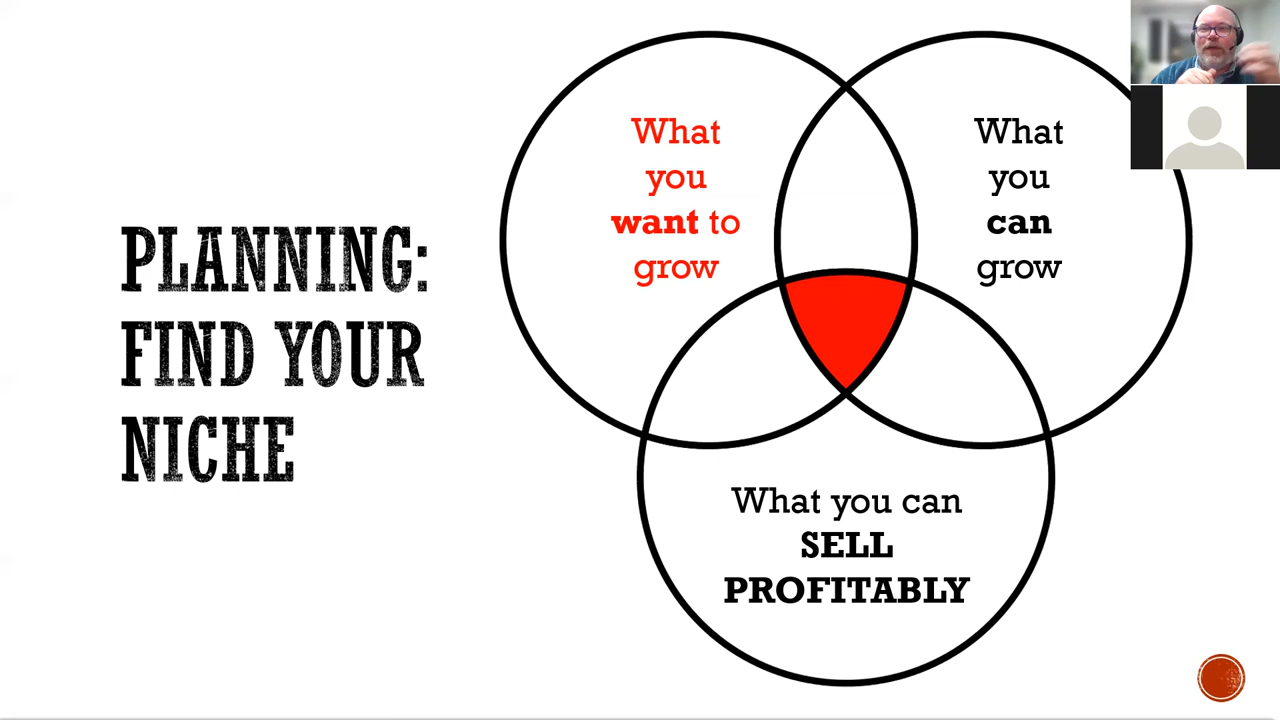 PLANNING:
FIND YOUR
NICHE
What
you
want to
grow
What
you
can
grow
What you can
SELL
PROFITABLY